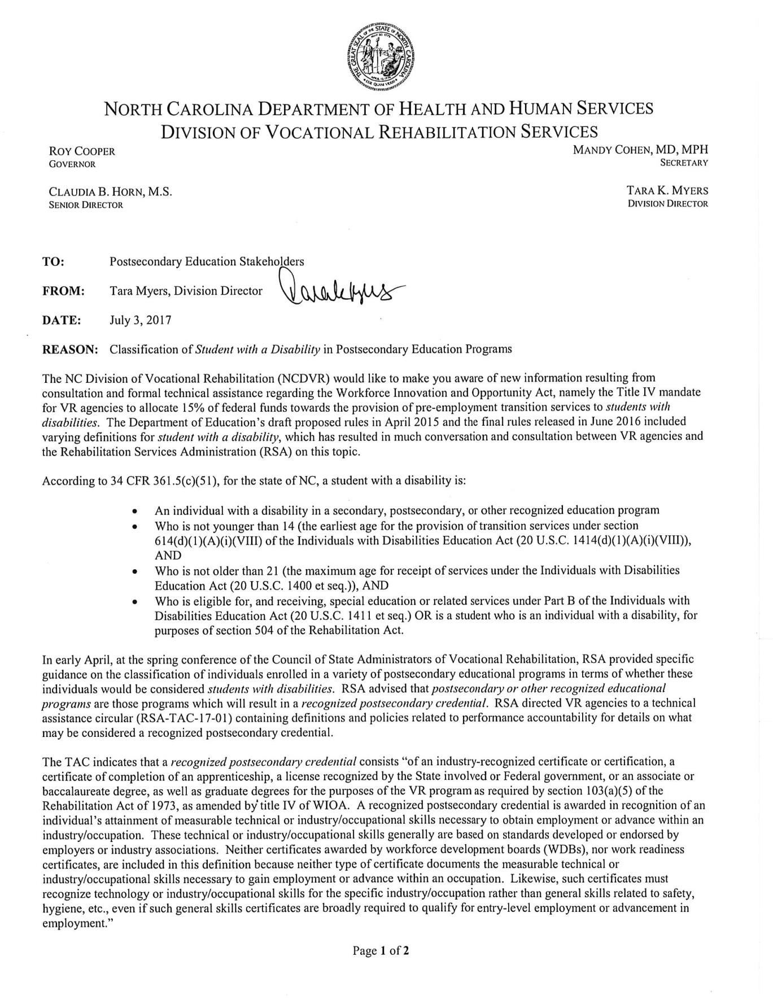 THE GREAT SEAL OF THE STATE OF NORTH CAROLINA
MAY 20 1775
APRIL 12 1776
ESSE QUAM VIDERI
NORTH CAROLINA DEPARTMENT OF HEALTH AND HUMAN SERVICES
DIVISION OF VOCATIONAL REHABILITATION SERVICES
ROY COOPER
GOVERNOR
MANDY COHEN, MD, MPH
SECRETARY
CLAUDIA B. HORN, M.S.
SENIOR DIRECTOR
TARA K. MYERS
DIVISION DIRECTOR
TO: Postsecondary Education Stakeholders
FROM: Tara Myers, Division Director
DATE: July 3, 2017
REASON: Classification of Student with a Disability in Postsecondary Education Programs
The NC Division of Vocational Rehabilitation (NCDVR) would like to make you aware of new information resulting from
consultation and formal technical assistance regarding the Workforce Innovation and Opportunity Act, namely the Title IV mandate
for VR agencies to allocate 15% of federal funds towards the provision of pre-employment transition services to students with
disabilities. The Department of Education's draft proposed rules in April 2015 and the final rules released in June 2016 included
varying definitions for student with a disability, which has resulted in much conversation and consultation between VR agencies and
the Rehabilitation Services Administration (RSA) on this topic.
According to 34 CFR 361.5(c)(51), for the state of NC, a student with a disability is:
• An individual with a disability in a secondary, postsecondary, or other recognized education program
• Who is not younger than 14 (the earliest age for the provision of transition services under section
614(d)(1)(A)(i)(VIII) of the Individuals with Disabilities Education Act (20 U.S.C. 1414(d)(1)(A)(i)(VIII)),
AND
• Who is not older than 21 (the maximum age for receipt of services under the Individuals with Disabilities
Education Act (20 U.S.C. 1400 et seq.)), AND
• Who is eligible for, and receiving, special education or related services under Part B of the Individuals with
Disabilities Education Act (20 U.S.C. 1411 et seq.) OR is a student who is an individual with a disability, for
purposes of section 504 of the Rehabilitation Act.
In early April, at the spring conference of the Council of State Administrators of Vocational Rehabilitation, RSA provided specific
guidance on the classification of individuals enrolled in a variety of postsecondary educational programs in terms of whether these
individuals would be considered students with disabilities. RSA advised that postsecondary or other recognized educational
programs are those programs which will result in a recognized postsecondary credential. RSA directed VR agencies to a technical
assistance circular (RSA-TAC-17-01) containing definitions and policies related to performance accountability for details on what
may be considered a recognized postsecondary credential.
The TAC indicates that a recognized postsecondary credential consists "of an industry-recognized certificate or certification, a
certificate of completion of an apprenticeship, a license recognized by the State involved or Federal government, or an associate or
baccalaureate degree, as well as graduate degrees for the purposes of the VR program as required by section 103(a)(5) of the
Rehabilitation Act of 1973, as amended by title IV of WIOA. A recognized postsecondary credential is awarded in recognition of an
individual's attainment of measurable technical or industry/occupational skills necessary to obtain employment or advance within an
industry/occupation. These technical or industry/occupational skills generally are based on standards developed or endorsed by
employers or industry associations. Neither certificates awarded by workforce development boards (WDBs), nor work readiness
certificates, are included in this definition because neither type of certificate documents the measurable technical or
industry/occupational skills necessary to gain employment or advance within an occupation. Likewise, such certificates must
recognize technology or industry/occupational skills for the specific industry/occupation rather than general skills related to safety,
hygiene, etc., even if such general skills certificates are broadly required to qualify for entry-level employment or advancement in
employment."
Page 1 of 2